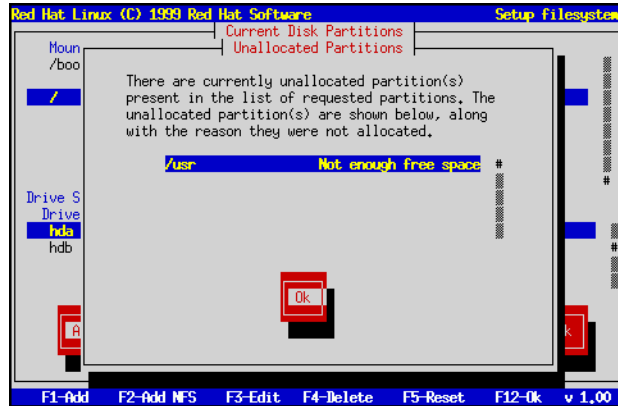 Red Hat Linux (C) 1999 Red Hat Software Setup filesystem
Current Disk Partitions
Moun Unallocated Partitions
/boo
There are currently unallocated partition(s)
/ present in the list of requested partitions. The
unallocated partition(s) are shown below, along
with the reason they were not allocated.
/usr Not enough free space #
#
Drive S
Drive
hda
hdb #
Ok
A k
F1-Add F2-Add NFS F3-Edit F4-Delete F5-Reset F12-Ok v 1.00